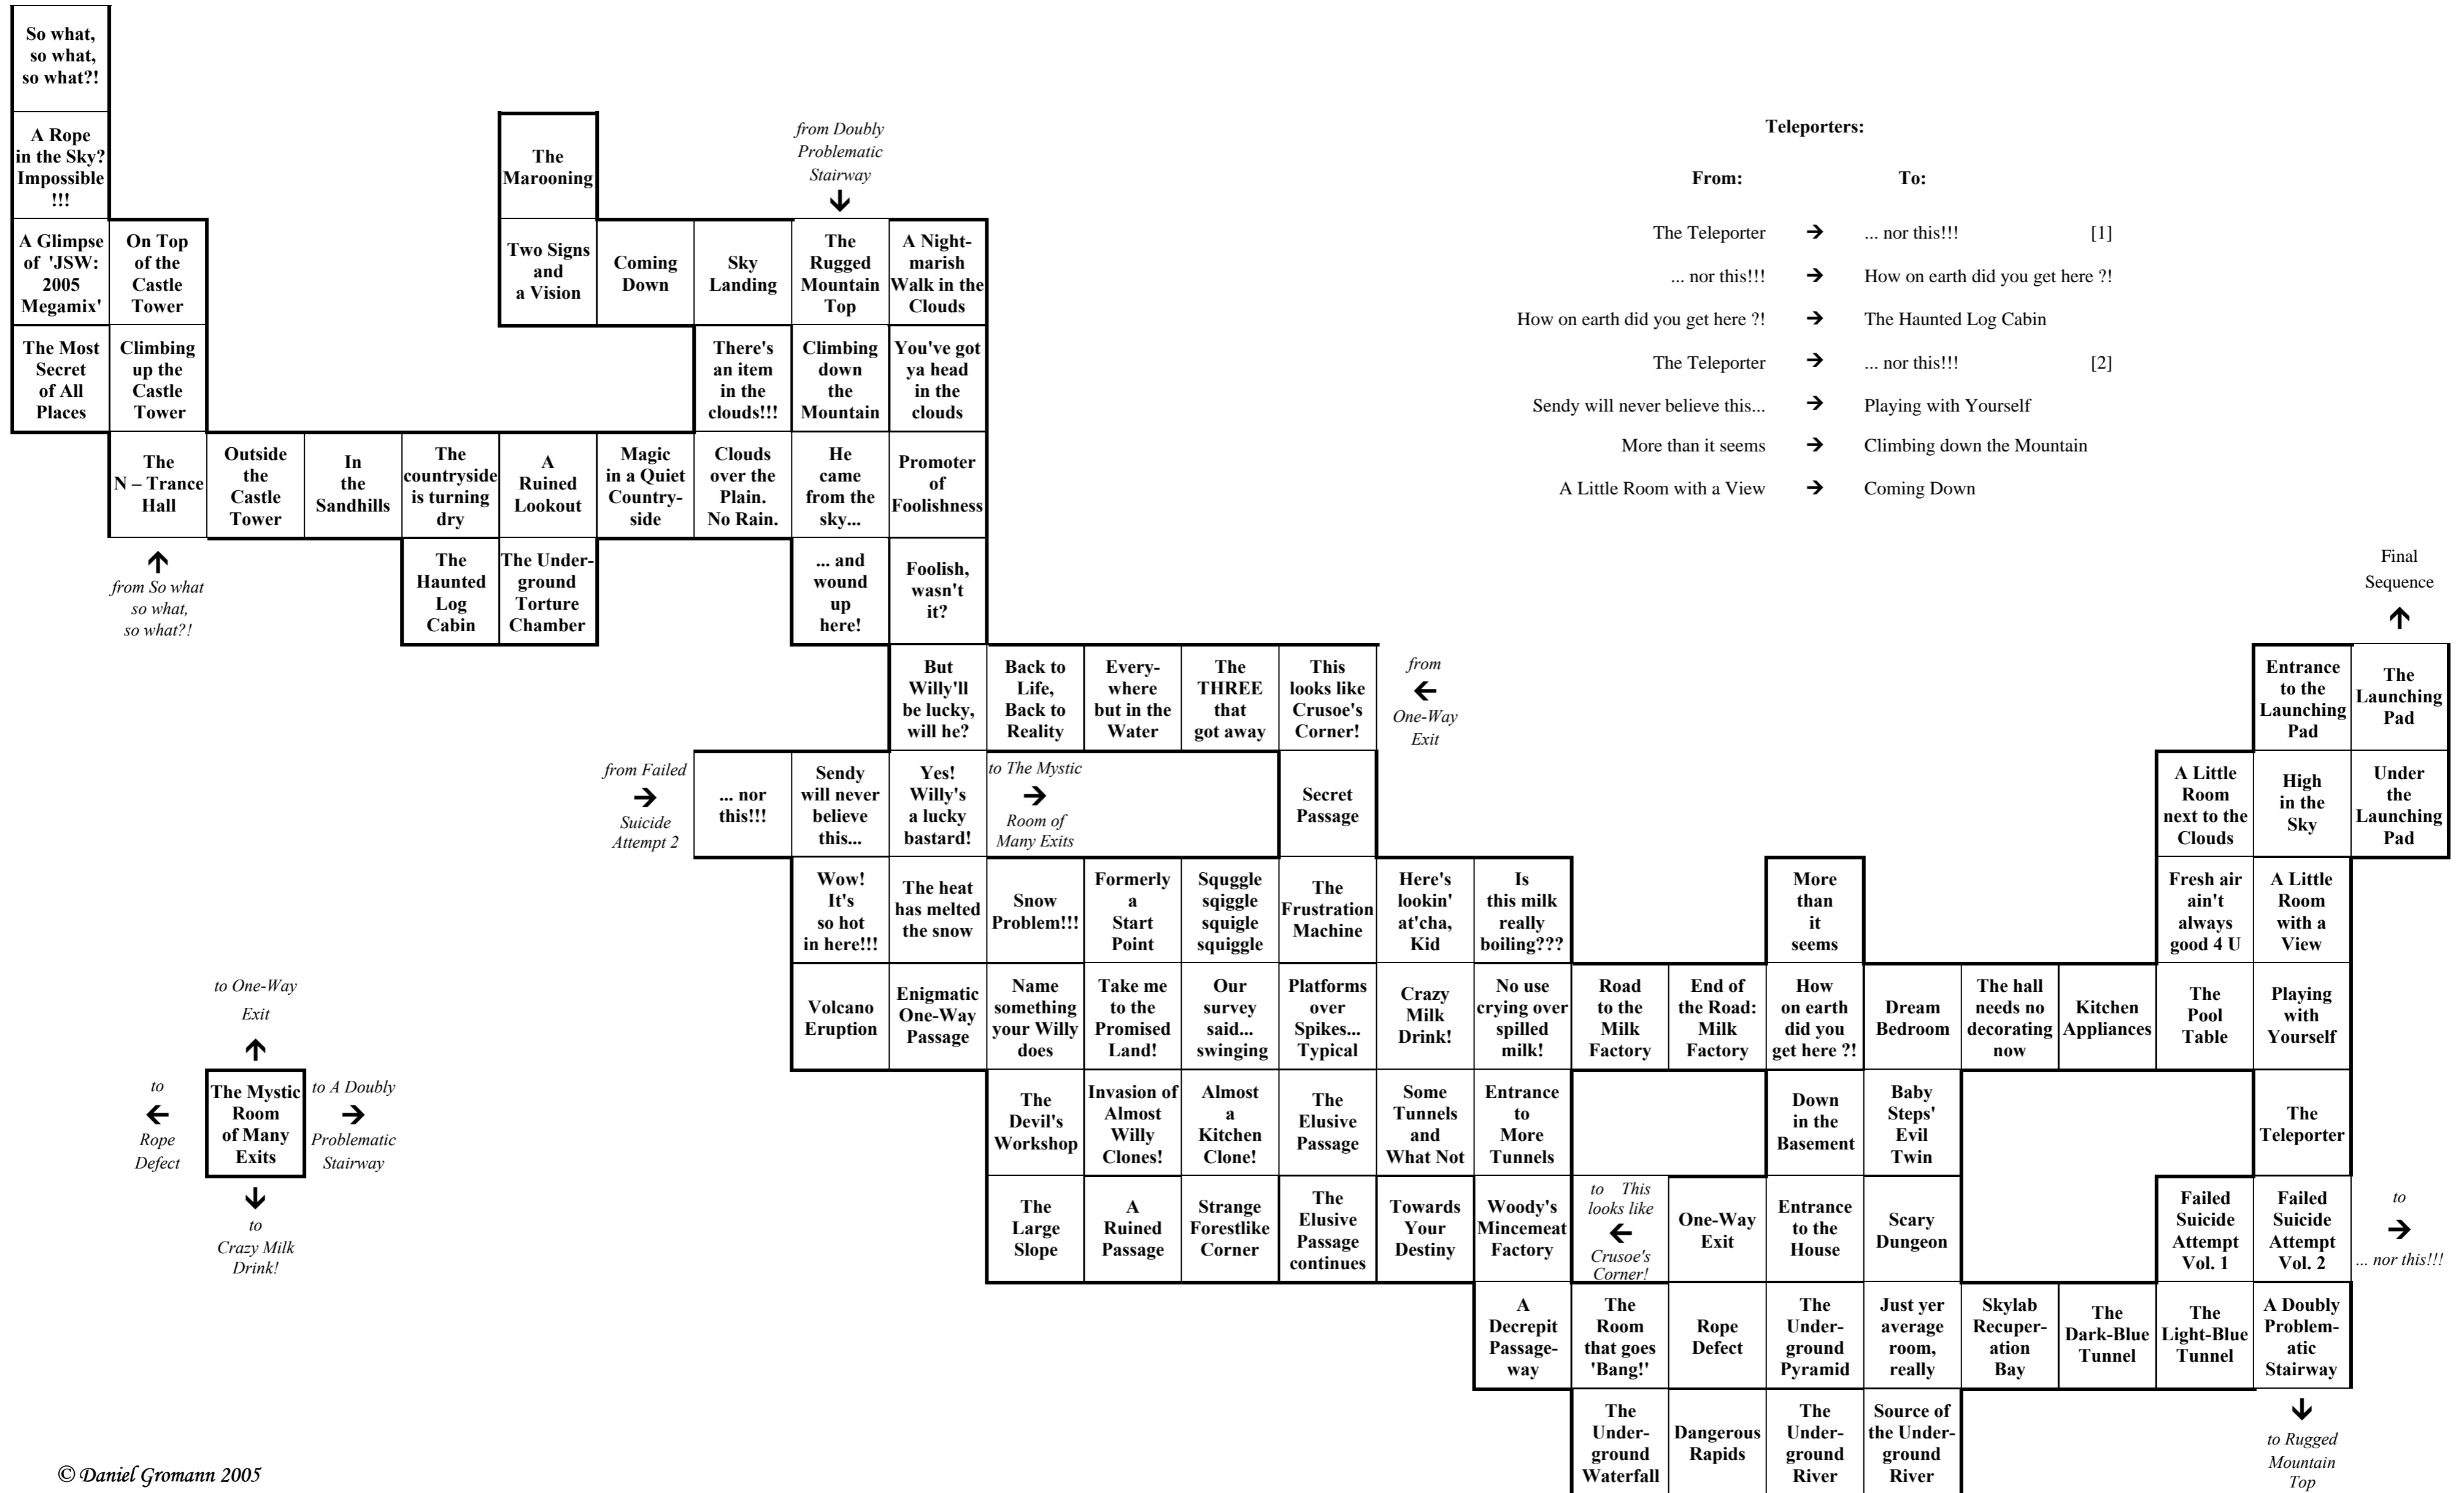 So what,
so what,
so what?!
A Rope
in the Sky?
Impossible
!!!
The
Marooning
from Doubly
Problematic
Stairway
🡻
Teleporters:
From:
To:
The Teleporter 🡺 ... nor this!!! [1]
... nor this!!! 🡺 How on earth did you get here ?!
How on earth did you get here ?! 🡺 The Haunted Log Cabin
The Teleporter 🡺 ... nor this!!! [2]
Sendy will never believe this... 🡺 Playing with Yourself
More than it seems 🡺 Climbing down the Mountain
A Little Room with a View 🡺 Coming Down
A Glimpse
of 'JSW:
2005
Megamix'
On Top
of the
Castle
Tower
Two Signs
and
a Vision
Coming
Down
Sky
Landing
The
Rugged
Mountain
Top
A Night-
marish
Walk in the
Clouds
The Most
Secret
of All
Places
Climbing
up the
Castle
Tower
There's
an item
in the
clouds!!!
Climbing
down
the
Mountain
You've got
ya head
in the
clouds
The
N – Trance
Hall
Outside
the
Castle
Tower
In
the
Sandhills
The
countryside
is turning
dry
A
Ruined
Lookout
Magic
in a Quiet
Country-
side
Clouds
over the
Plain.
No Rain.
He
came
from the
sky...
Promoter
of
Foolishness
🡹
from So what
so what,
so what?!
The
Haunted
Log
Cabin
The Under-
ground
Torture
Chamber
... and
wound
up
here!
Foolish,
wasn't
it?
Final
Sequence
🡹
But
Willy'll
be lucky,
will he?
Back to
Life,
Back to
Reality
Every-
where
but in the
Water
The
THREE
that
got away
This
looks like
Crusoe's
Corner!
from
🡸
One-Way
Exit
Entrance
to the
Launching
Pad
The
Launching
Pad
from Failed
🡺
Suicide
Attempt 2
... nor
this!!!
Sendy
will never
believe
this...
Yes!
Willy's
a lucky
bastard!
to The Mystic
🡺
Room of
Many Exits
Secret
Passage
A Little
Room
next to the
Clouds
High
in the
Sky
Under
the
Launching
Pad
Wow!
It's
so hot
in here!!!
The heat
has melted
the snow
Snow
Problem!!!
Formerly
a
Start
Point
Squggle
sqiggle
squigle
squiggle
The
Frustration
Machine
Here's
lookin'
at'cha,
Kid
Is
this milk
really
boiling???
More
than
it
seems
Fresh air
ain't
always
good 4 U
A Little
Room
with a
View
Volcano
Eruption
Enigmatic
One-Way
Passage
Name
something
your Willy
does
Take me
to the
Promised
Land!
Our
survey
said...
swinging
Platforms
over
Spikes...
Typical
Crazy
Milk
Drink!
No use
crying over
spilled
milk!
Road
to the
Milk
Factory
End of
the Road:
Milk
Factory
How
on earth
did you
get here ?!
Dream
Bedroom
The hall
needs no
decorating
now
Kitchen
Appliances
The
Pool
Table
Playing
with
Yourself
to One-Way
Exit
🡹
to
🡸
Rope
Defect
The Mystic
Room
of Many
Exits
to A Doubly
🡺
Problematic
Stairway
🡻
to
Crazy Milk
Drink!
The
Devil's
Workshop
Invasion of
Almost
Willy
Clones!
Almost
a
Kitchen
Clone!
The
Elusive
Passage
Some
Tunnels
and
What Not
Entrance
to
More
Tunnels
Down
in the
Basement
Baby
Steps'
Evil
Twin
The
Teleporter
The
Large
Slope
A
Ruined
Passage
Strange
Forestlike
Corner
The
Elusive
Passage
continues
Towards
Your
Destiny
Woody's
Mincemeat
Factory
to This
looks like
🡸
Crusoe's
Corner!
One-Way
Exit
Entrance
to the
House
Scary
Dungeon
Failed
Suicide
Attempt
Vol. 1
Failed
Suicide
Attempt
Vol. 2
to
🡺
... nor this!!!
A
Decrepit
Passage-
way
The
Room
that goes
'Bang!'
Rope
Defect
The
Under-
ground
Pyramid
Just yer
average
room,
really
Skylab
Recuper-
ation
Bay
The
Dark-Blue
Tunnel
The
Light-Blue
Tunnel
A Doubly
Problem-
atic
Stairway
The
Under-
ground
Waterfall
Dangerous
Rapids
The
Under-
ground
River
Source of
the Under-
ground
River
🡻
to Rugged
Mountain
Top
© Daniel Gromann 2005